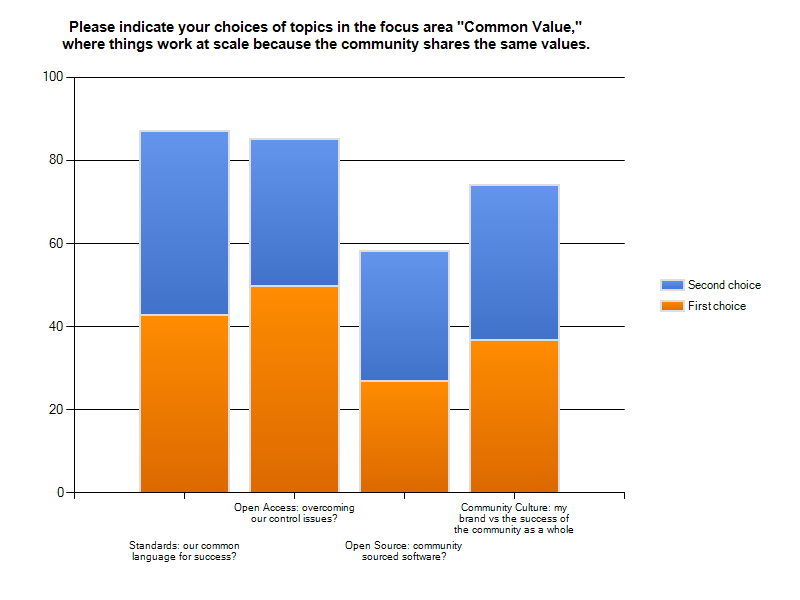 Please indicate your choices of topics in the focus area "Common Value,"
where things work at scale because the community shares the same values.
100
80
60
40
20
0
Second choice
First choice
Standards: our common
language for success?
Open Access: overcoming
our control issues?
Open Source: community
sourced software?
Community Culture: my
brand vs the success of
the community as a whole